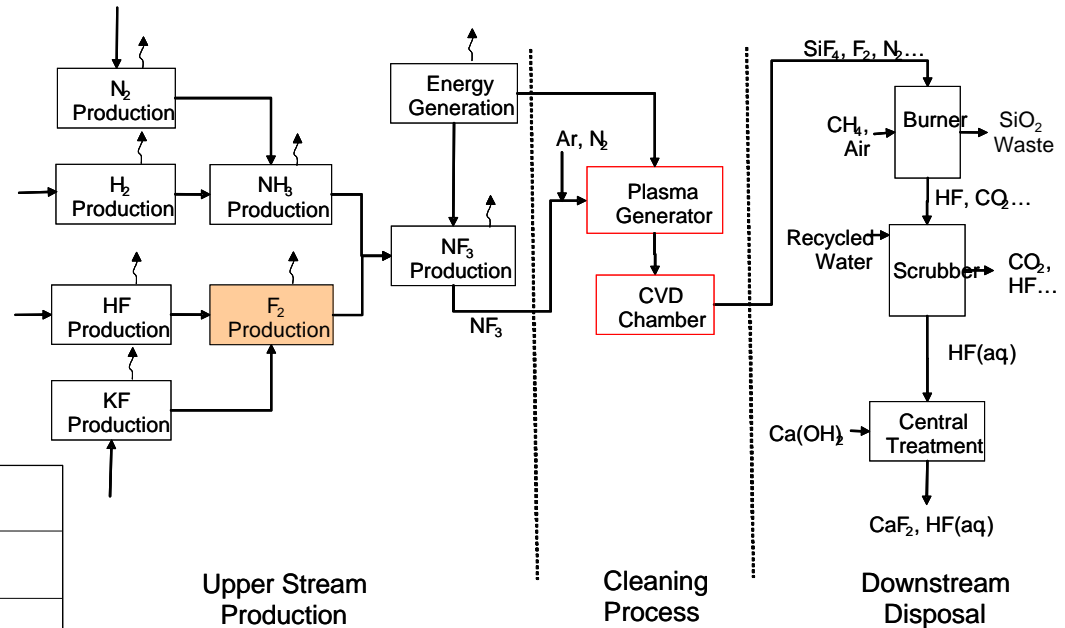 N₂
Production
H₂
Production
NH₃
Production
HF
Production
F₂
Production
KF
Production
Energy
Generation
NF₃
Production
NF₃
Ar, N₂
Plasma
Generator
CVD
Chamber
SiF₄, F₂, N₂…
CH₄,
Air
Burner
SiO₂
Waste
HF, CO₂…
Recycled
Water
Scrubber
CO₂,
HF…
HF(aq)
Ca(OH)₂
Central
Treatment
CaF₂, HF(aq)
Upper Stream
Production
Cleaning
Process
Downstream
Disposal